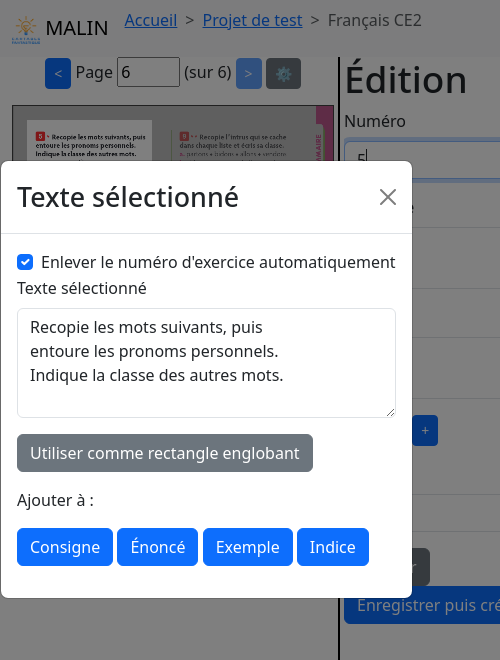 MALIN Accueil > Projet de test > Français CE2
< Page 6 (sur 6) >
Édition
Numéro
5
5 Recopie les mots suivants, puis
entoure les pronoms personnels.
Indique la classe des autres mots.
Recopie l'intrus qui se cache
dans chaque liste et écris sa classe.
Texte sélectionné
Enlever le numéro d'exercice automatiquement
Texte sélectionné
Recopie les mots suivants, puis
entoure les pronoms personnels.
Indique la classe des autres mots.
+
Utiliser comme rectangle englobant
Ajouter à :
Consigne Énoncé Exemple Indice
Enregistrer puis cré